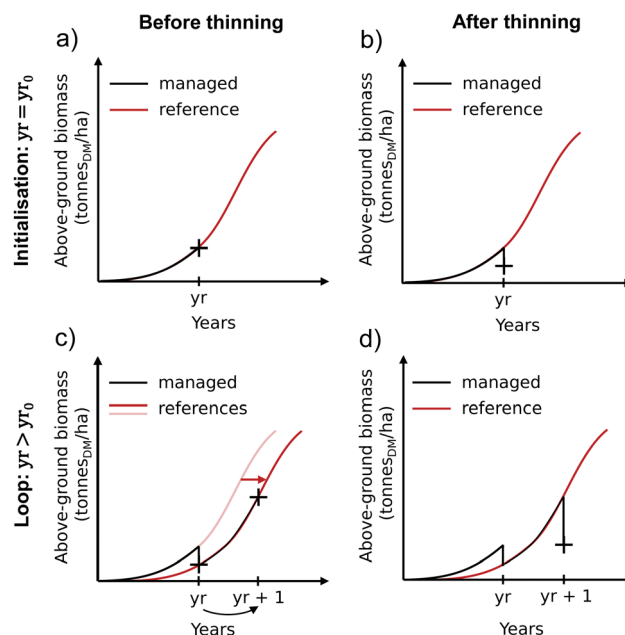 Before thinning
After thinning
Initialisation: yr = yr₀
a)
managed
reference
Above-ground biomass
(tonnes_DM/ha)
yr
Years
b)
managed
reference
Above-ground biomass
(tonnes_DM/ha)
yr
Years
Loop: yr > yr₀
c)
managed
references
Above-ground biomass
(tonnes_DM/ha)
yr
yr + 1
Years
d)
managed
reference
Above-ground biomass
(tonnes_DM/ha)
yr
yr + 1
Years